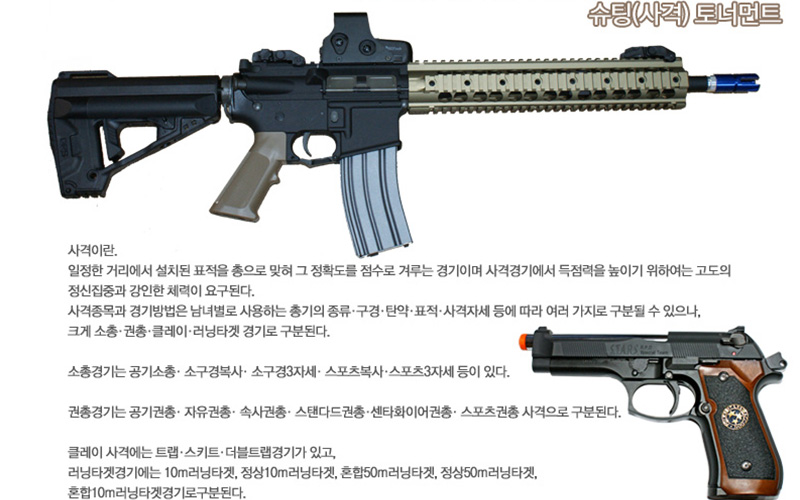 슈팅(사격) 토너먼트
사격이란.
일정한 거리에서 설치된 표적을 총으로 맞혀 그 정확도를 점수로 겨루는 경기이며 사격경기에서 득점력을 높이기 위하여는 고도의
정신집중과 강인한 체력이 요구된다.
사격종목과 경기방법은 남녀별로 사용하는 총기의 종류·구경·탄약·표적·사격자세 등에 따라 여러 가지로 구분될 수 있으나,
크게 소총·권총·클레이·러닝타겟 경기로 구분된다.
소총경기는 공기소총· 소구경복사· 소구경3자세· 스포츠복사·스포츠3자세 등이 있다.
권총경기는 공기권총· 자유권총· 속사권총· 스탠다드권총·센타화이어권총· 스포츠권총 사격으로 구분된다.
클레이 사격에는 트랩·스키트·더블트랩경기가 있고,
러닝타겟경기에는 10m러닝타겟, 정상10m러닝타겟, 혼합50m러닝타겟, 정상50m러닝타겟,
혼합10m러닝타겟경기로구분된다.
S.T.A.R.S.